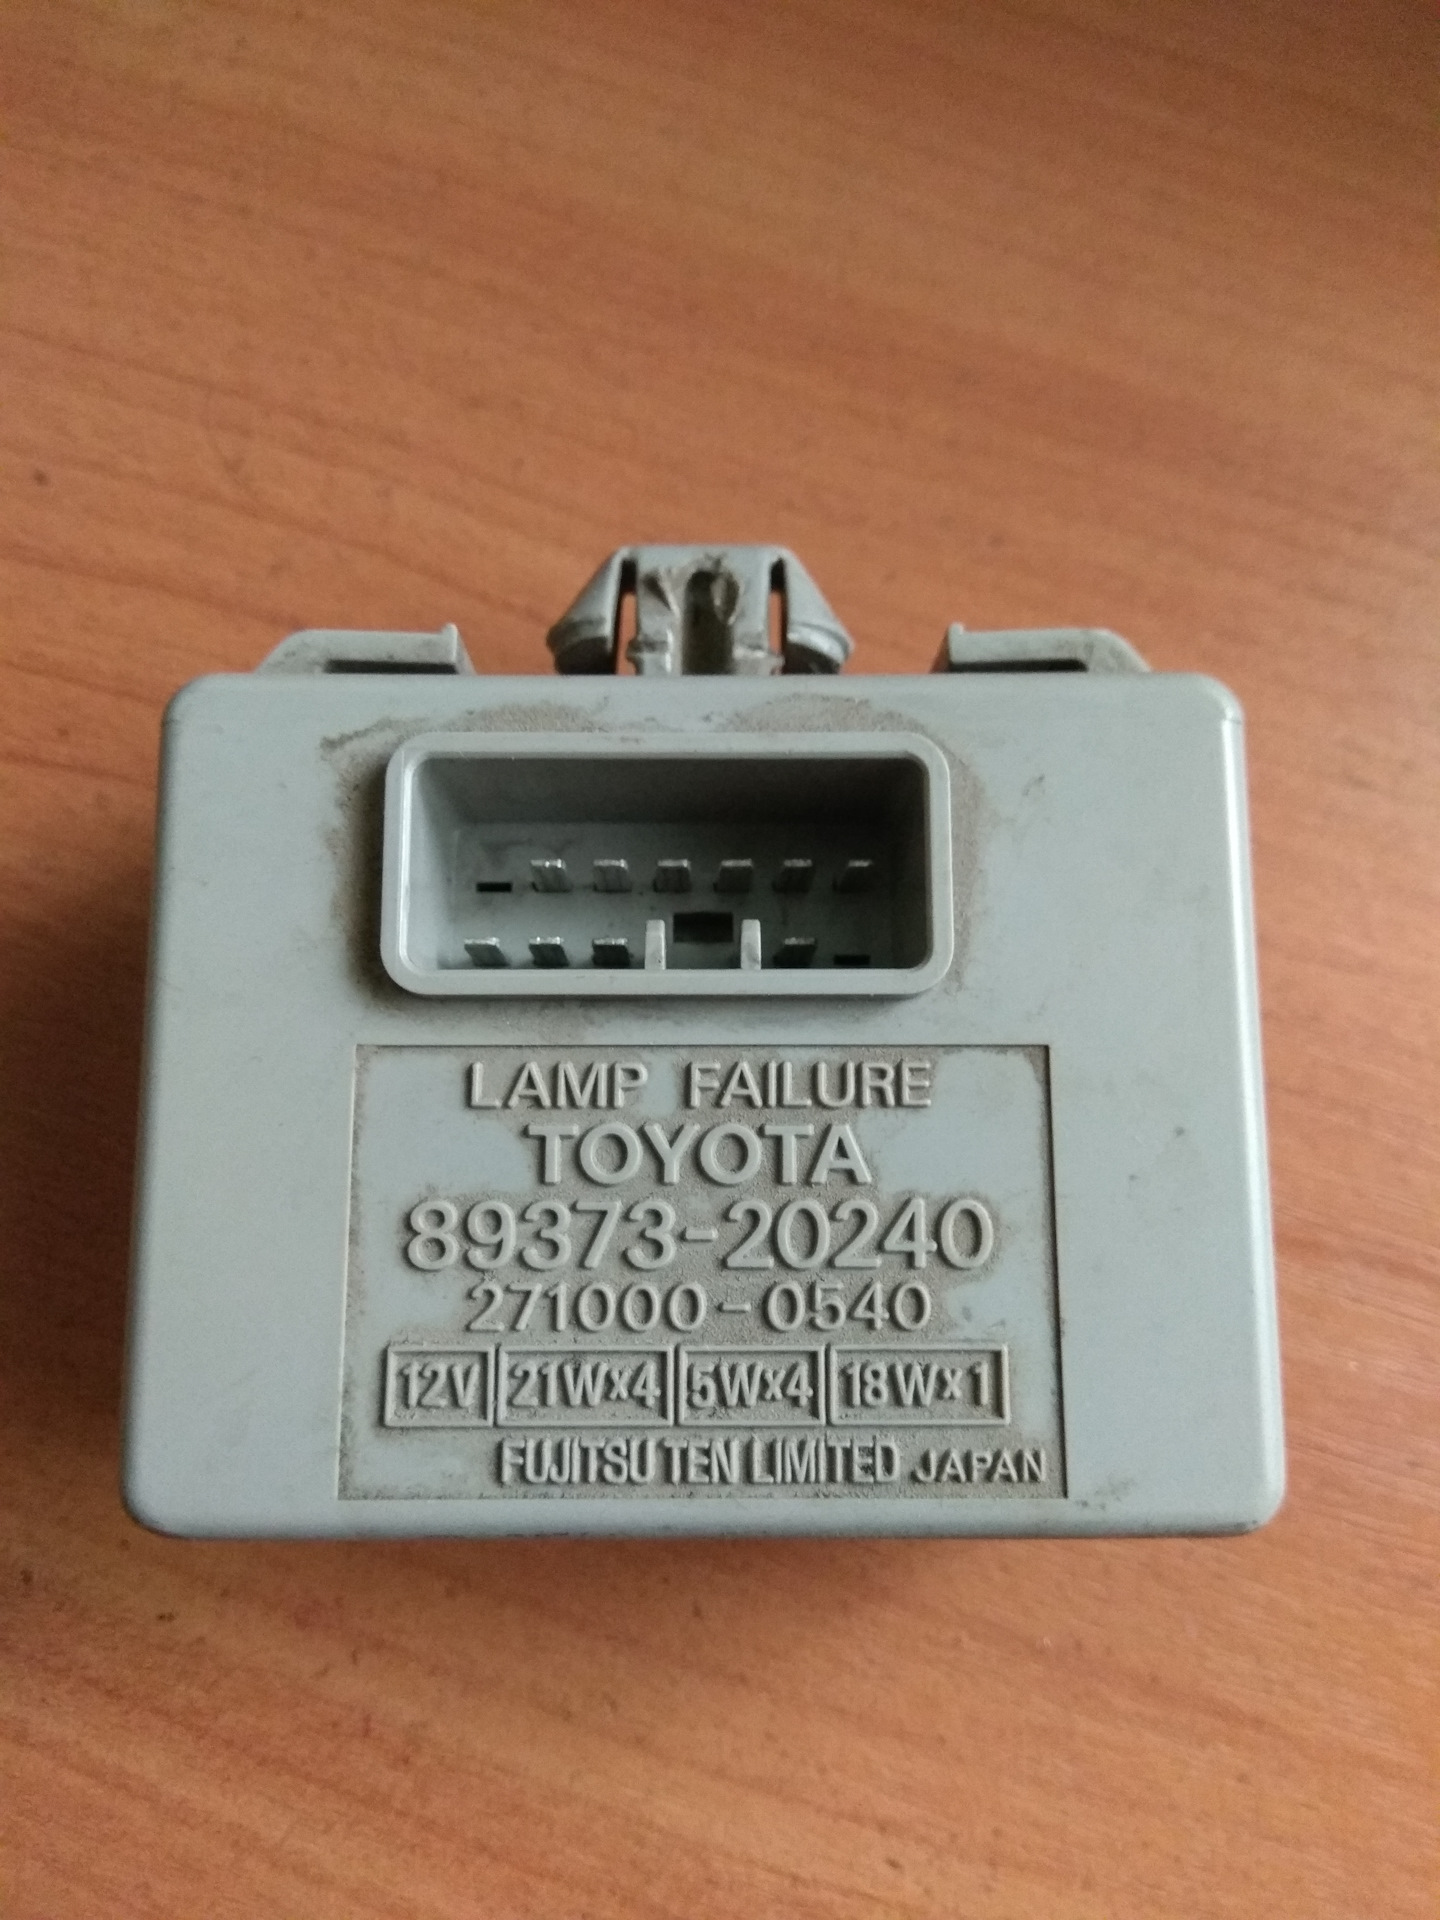 LAMP FAILURE
TOYOTA
89373-20240
271000-0540
12V 21W×4 5W×4 18W×1
FUJITSU TEN LIMITED JAPAN